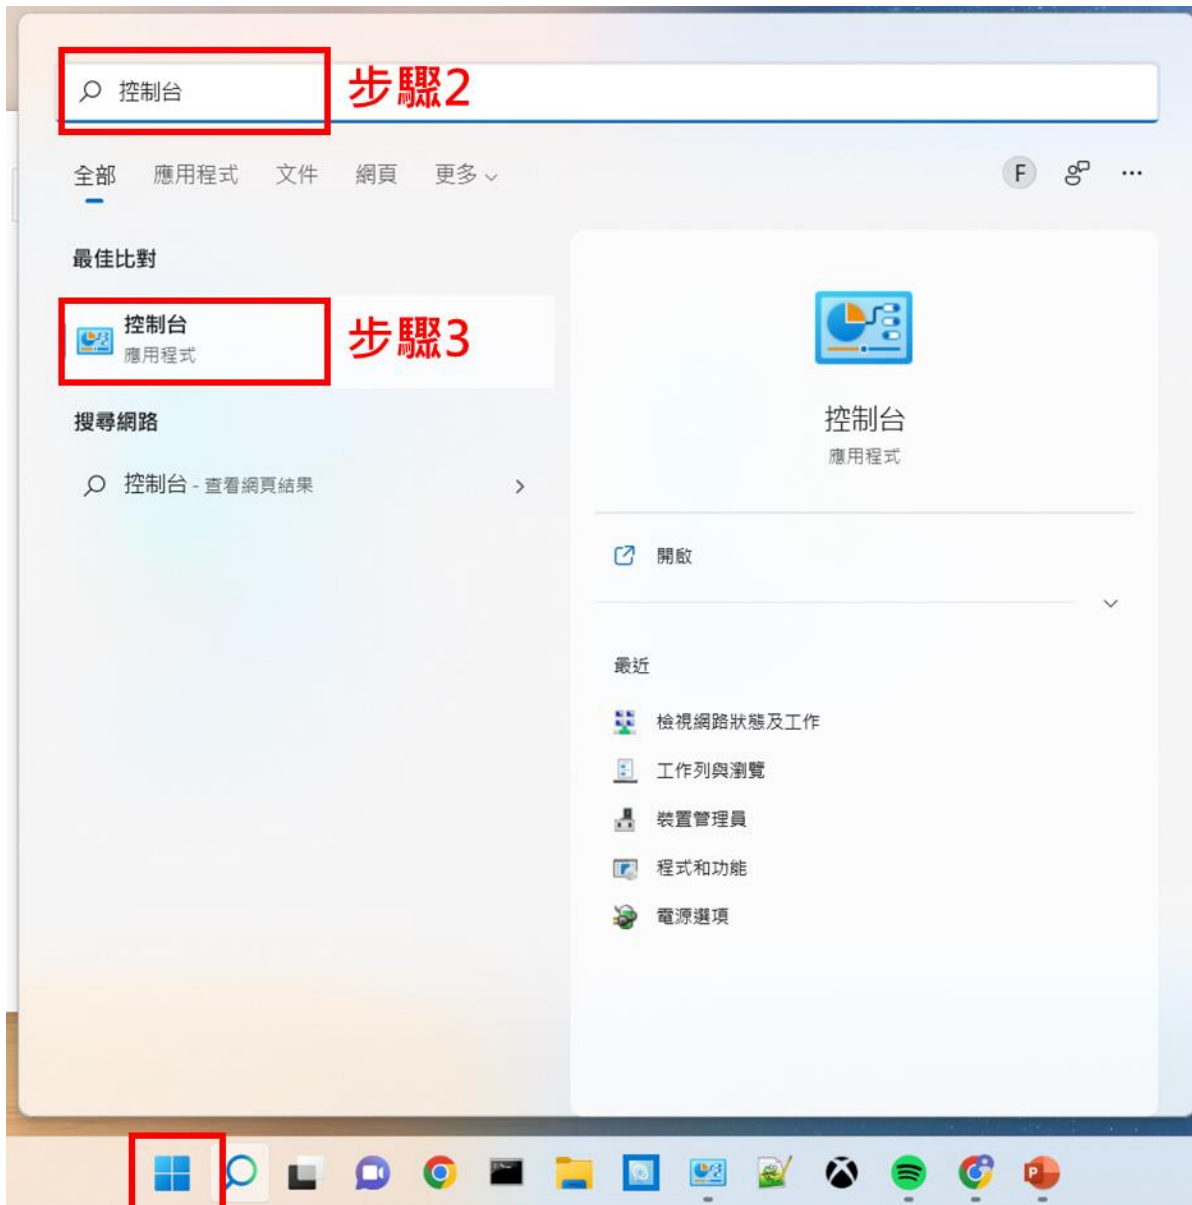 控制台 步驟2
全部 應用程式 文件 網頁 更多 F ...
最佳比對
控制台
應用程式
步驟3
搜尋網路
控制台 - 查看網頁結果
控制台
應用程式
開啟
最近
檢視網路狀態及工作
工作列與瀏覽
裝置管理員
程式和功能
電源選項